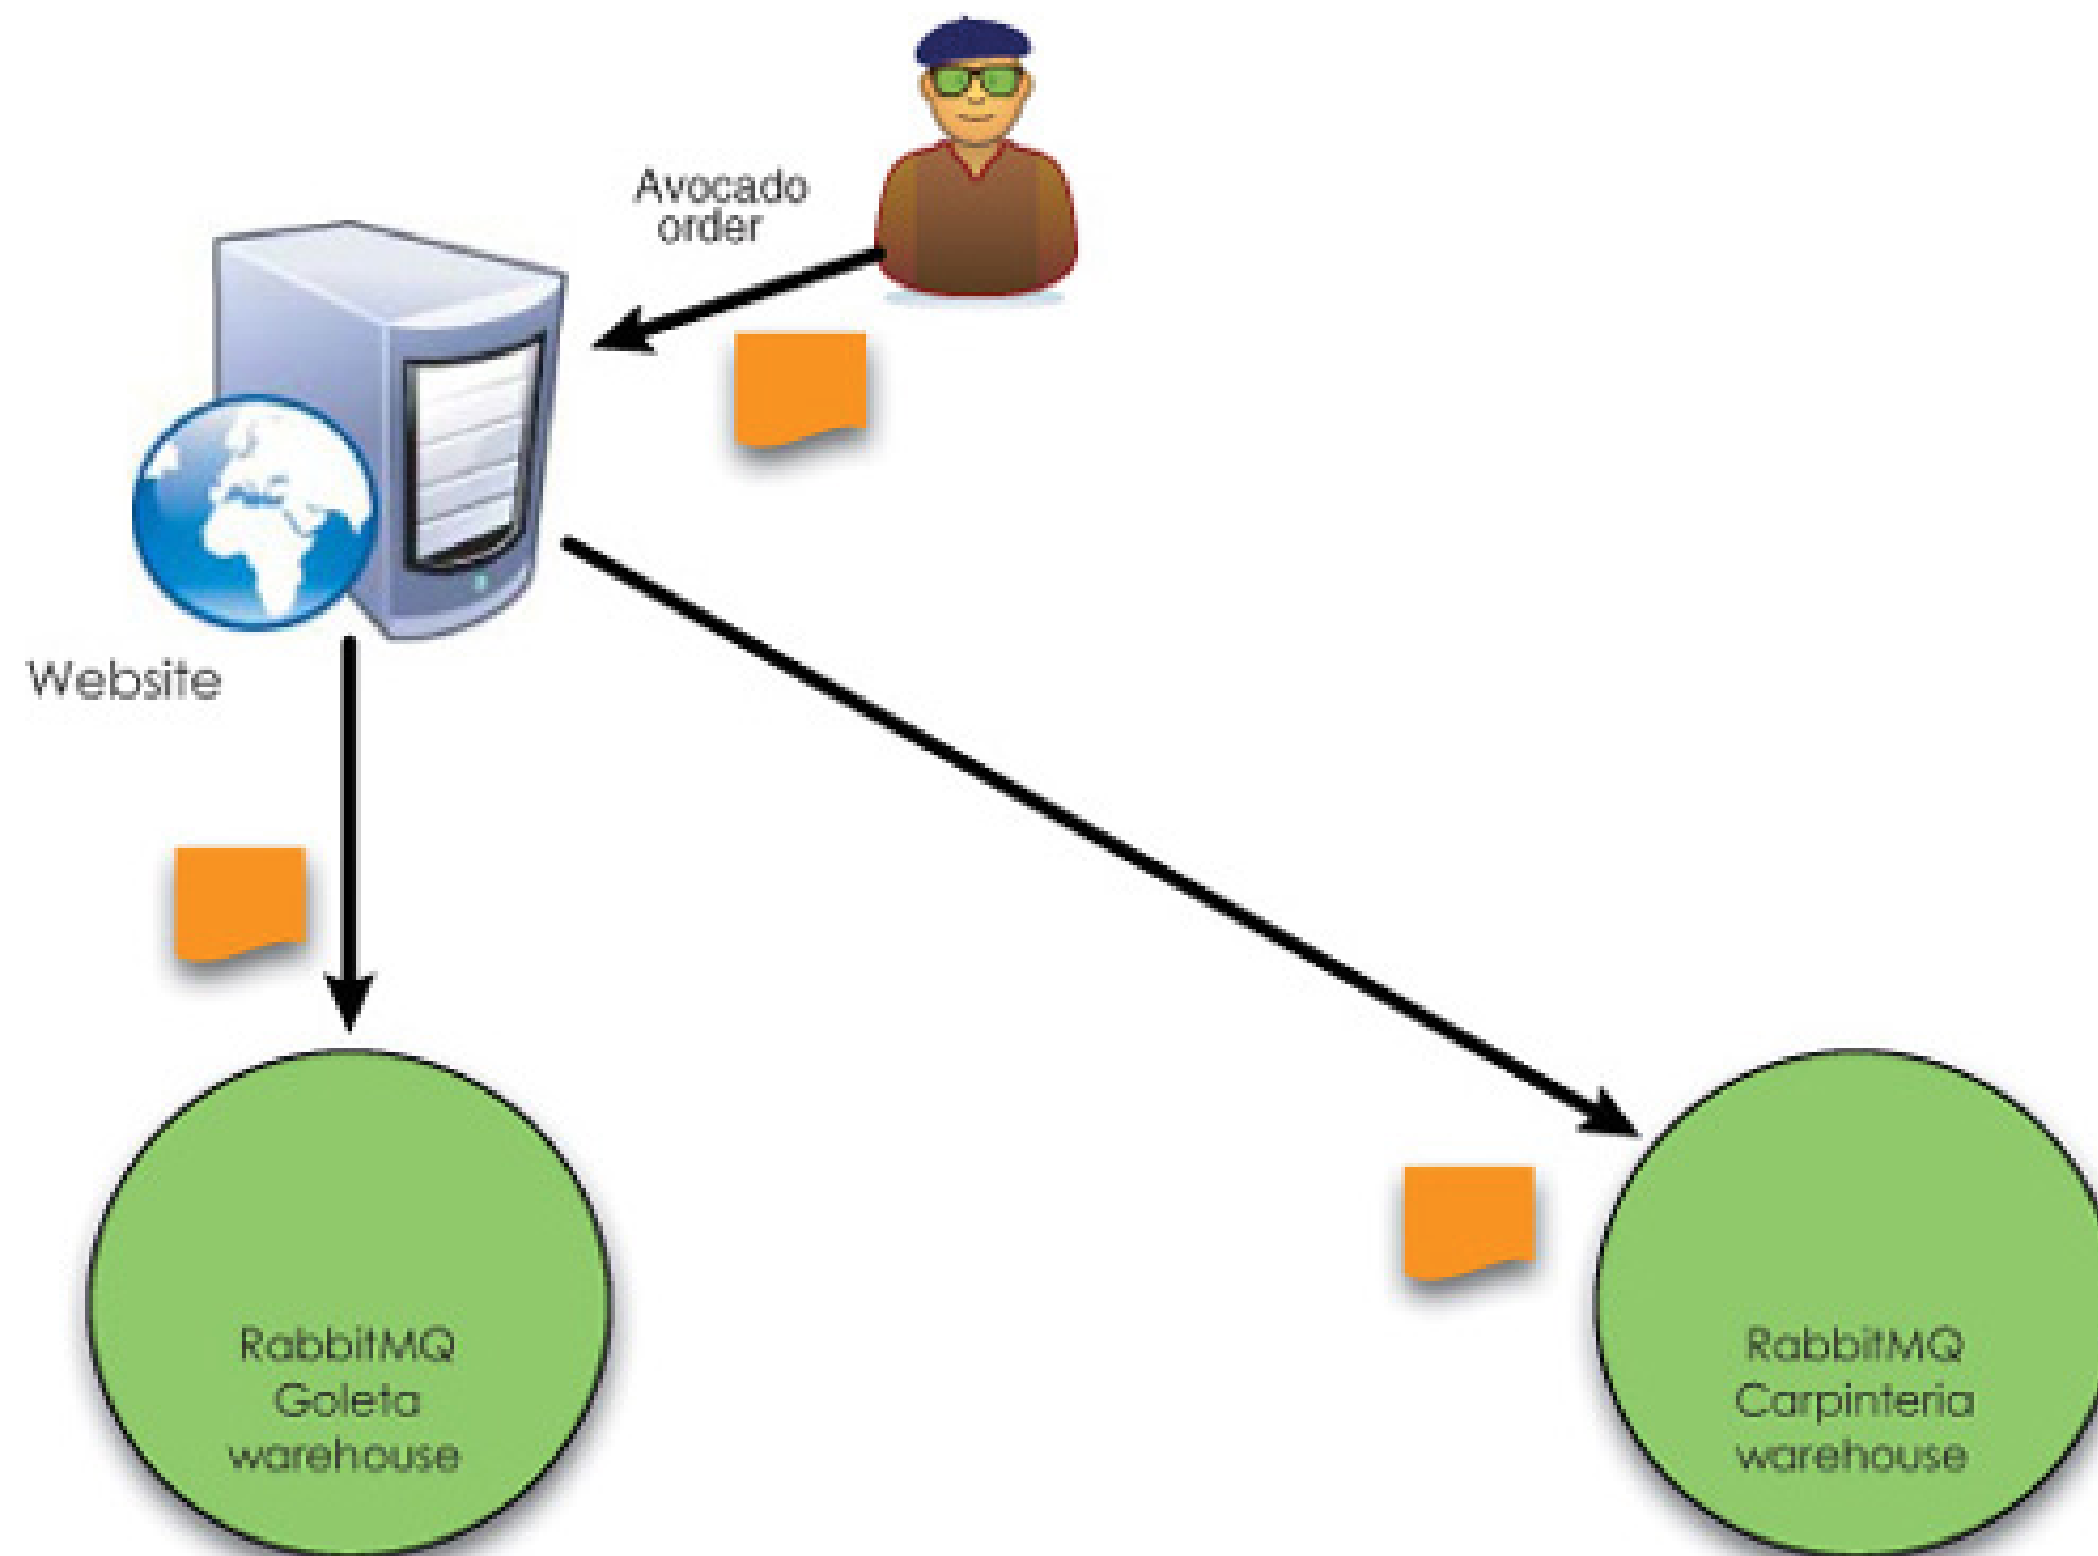 Avocado
order
Website
RabbitMQ
Goleta
warehouse
RabbitMQ
Carpinteria
warehouse